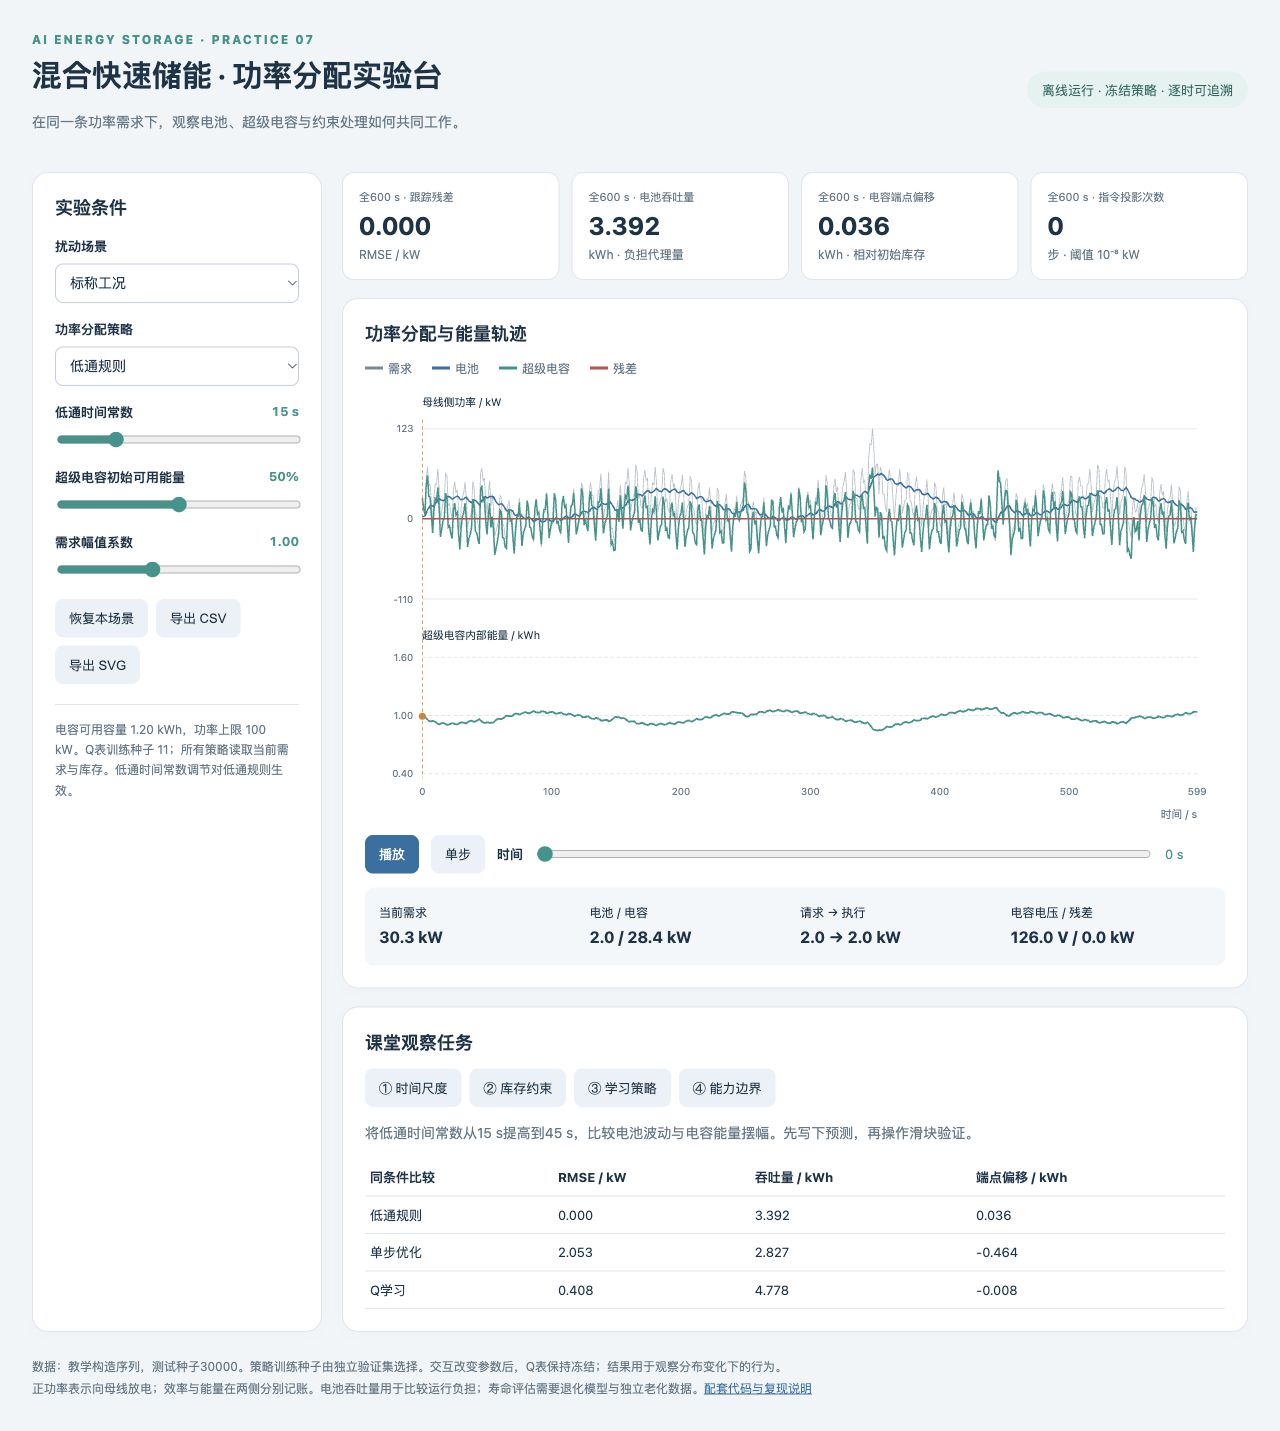 AI ENERGY STORAGE · PRACTICE 07
混合快速储能 · 功率分配实验台
在同一条功率需求下，观察电池、超级电容与约束处理如何共同工作。
离线运行 · 冻结策略 · 逐时可追溯
实验条件
扰动场景
标称工况
功率分配策略
低通规则
低通时间常数 15 s
超级电容初始可用能量 50%
需求幅值系数 1.00
恢复本场景 导出 CSV
导出 SVG
电容可用容量 1.20 kWh，功率上限 100
kW。Q表训练种子 11；所有策略读取当前需
求与库存。低通时间常数调节对低通规则生
效。
全600 s · 跟踪残差
0.000
RMSE / kW
全600 s · 电池吞吐量
3.392
kWh · 负担代理量
全600 s · 电容端点偏移
0.036
kWh · 相对初始库存
全600 s · 指令投影次数
0
步 · 阈值 10⁻⁸ kW
功率分配与能量轨迹
需求 电池 超级电容 残差
母线侧功率 / kW
123
0
-110
超级电容内部能量 / kWh
1.60
1.00
0.40
0 100 200 300 400 500 599
时间 / s
播放 单步 时间 0 s
当前需求 电池 / 电容 请求 → 执行 电容电压 / 残差
30.3 kW 2.0 / 28.4 kW 2.0 → 2.0 kW 126.0 V / 0.0 kW
课堂观察任务
① 时间尺度 ② 库存约束 ③ 学习策略 ④ 能力边界
将低通时间常数从15 s提高到45 s，比较电池波动与电容能量摆幅。先写下预测，再操作滑块验证。
同条件比较 RMSE / kW 吞吐量 / kWh 端点偏移 / kWh
低通规则 0.000 3.392 0.036
单步优化 2.053 2.827 -0.464
Q学习 0.408 4.778 -0.008
数据：教学构造序列，测试种子30000。策略训练种子由独立验证集选择。交互改变参数后，Q表保持冻结；结果用于观察分布变化下的行为。
正功率表示向母线放电；效率与能量在两侧分别记账。电池吞吐量用于比较运行负担；寿命评估需要退化模型与独立老化数据。配套代码与复现说明